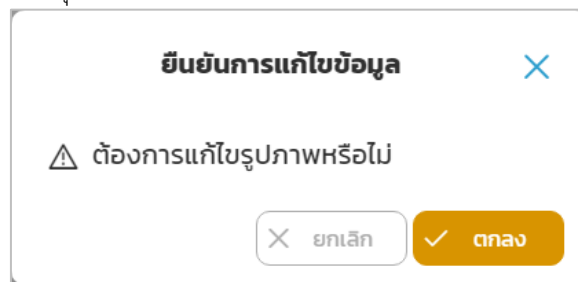 ยืนยันการแก้ไขข้อมูล
ต้องการแก้ไขรูปภาพหรือไม่
ยกเลิก ตกลง